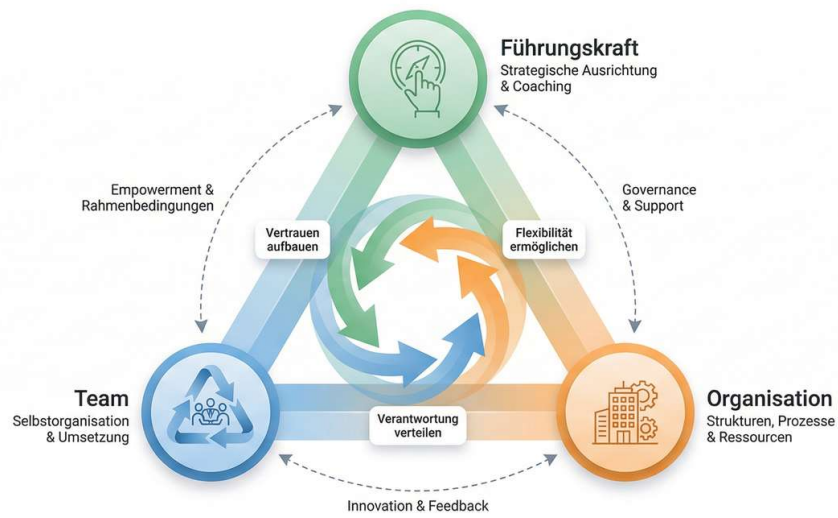 Führungskraft
Strategische Ausrichtung
& Coaching
Empowerment &
Rahmenbedingungen
Governance
& Support
Vertrauen
aufbauen
Flexibilität
ermöglichen
Team
Selbstorganisation
& Umsetzung
Verantwortung
verteilen
Organisation
Strukturen, Prozesse
& Ressourcen
Innovation & Feedback